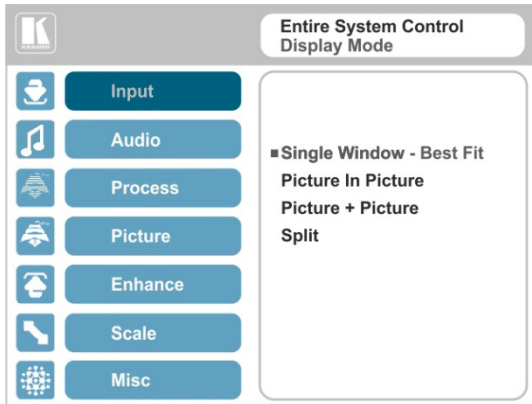 KRAMER
Entire System Control
Display Mode
Input
Audio
Process
Picture
Enhance
Scale
Misc
Single Window - Best Fit
Picture In Picture
Picture + Picture
Split